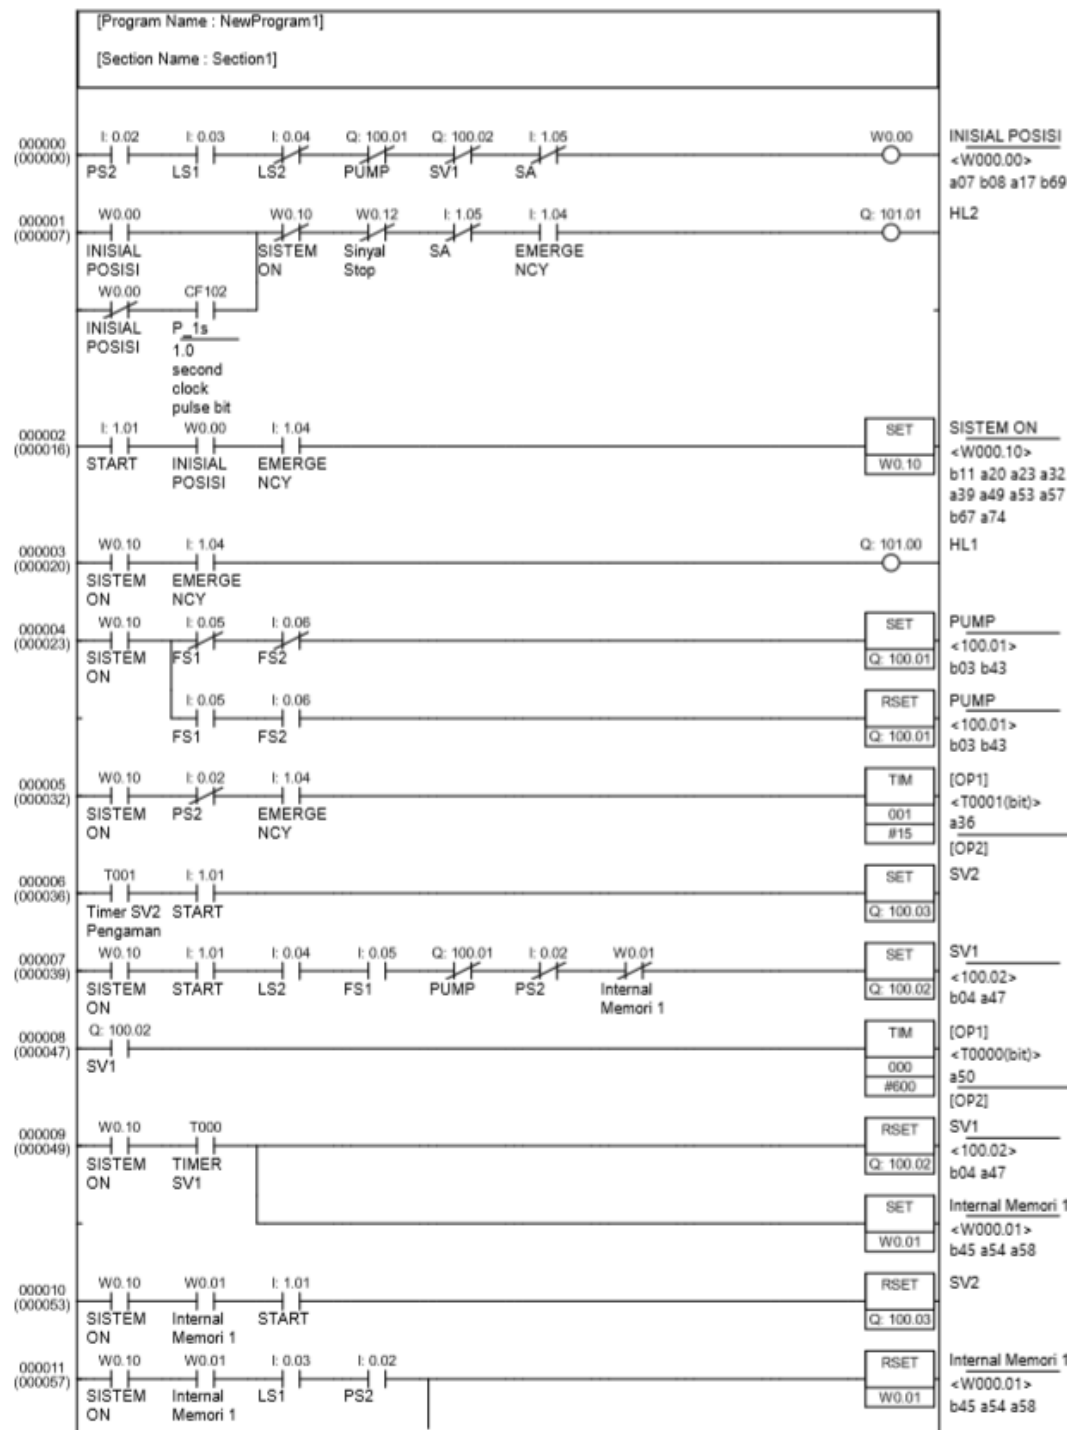 [Program Name : NewProgram1]
[Section Name : Section1]
000000
(000000)
I: 0.02 I: 0.03 I: 0.04 Q: 100.01 Q: 100.02 I: 1.05 W0.00
PS2 LS1 LS2 PUMP SV1 SA
INISIAL POSISI
<W000.00>
a07 b08 a17 b69
000001
(000007)
W0.00 W0.10 W0.12 I: 1.05 I: 1.04 Q: 101.01
INISIAL SISTEM Sinyal SA EMERGE
POSISI ON Stop NCY
HL2
W0.00 CF102
INISIAL P_1s
POSISI 1.0
second
clock
pulse bit
000002
(000016)
I: 1.01 W0.00 I: 1.04 SET
START INISIAL EMERGE W0.10
POSISI NCY
SISTEM ON
<W000.10>
b11 a20 a23 a32
a39 a49 a53 a57
b67 a74
000003
(000020)
W0.10 I: 1.04 Q: 101.00
SISTEM EMERGE
ON NCY
HL1
000004
(000023)
W0.10 I: 0.05 I: 0.06 SET
SISTEM FS1 FS2 Q: 100.01
ON
PUMP
<100.01>
b03 b43
I: 0.05 I: 0.06 RSET
FS1 FS2 Q: 100.01
PUMP
<100.01>
b03 b43
000005
(000032)
W0.10 I: 0.02 I: 1.04 TIM
SISTEM PS2 EMERGE 001
ON NCY #15
[OP1]
<T0001(bit)>
a36
[OP2]
000006
(000036)
T001 I: 1.01 SET
Timer SV2 START Q: 100.03
Pengaman
SV2
000007
(000039)
W0.10 I: 1.01 I: 0.04 I: 0.05 Q: 100.01 I: 0.02 W0.01 SET
SISTEM START LS2 FS1 PUMP PS2 Internal Q: 100.02
ON Memori 1
SV1
<100.02>
b04 a47
000008
(000047)
Q: 100.02 TIM
SV1 000
#600
[OP1]
<T0000(bit)>
a50
[OP2]
000009
(000049)
W0.10 T000 RSET
SISTEM TIMER Q: 100.02
ON SV1
SV1
<100.02>
b04 a47
SET
W0.01
Internal Memori 1
<W000.01>
b45 a54 a58
000010
(000053)
W0.10 W0.01 I: 1.01 RSET
SISTEM Internal START Q: 100.03
ON Memori 1
SV2
000011
(000057)
W0.10 W0.01 I: 0.03 I: 0.02 RSET
SISTEM Internal LS1 PS2 W0.01
ON Memori 1
Internal Memori 1
<W000.01>
b45 a54 a58